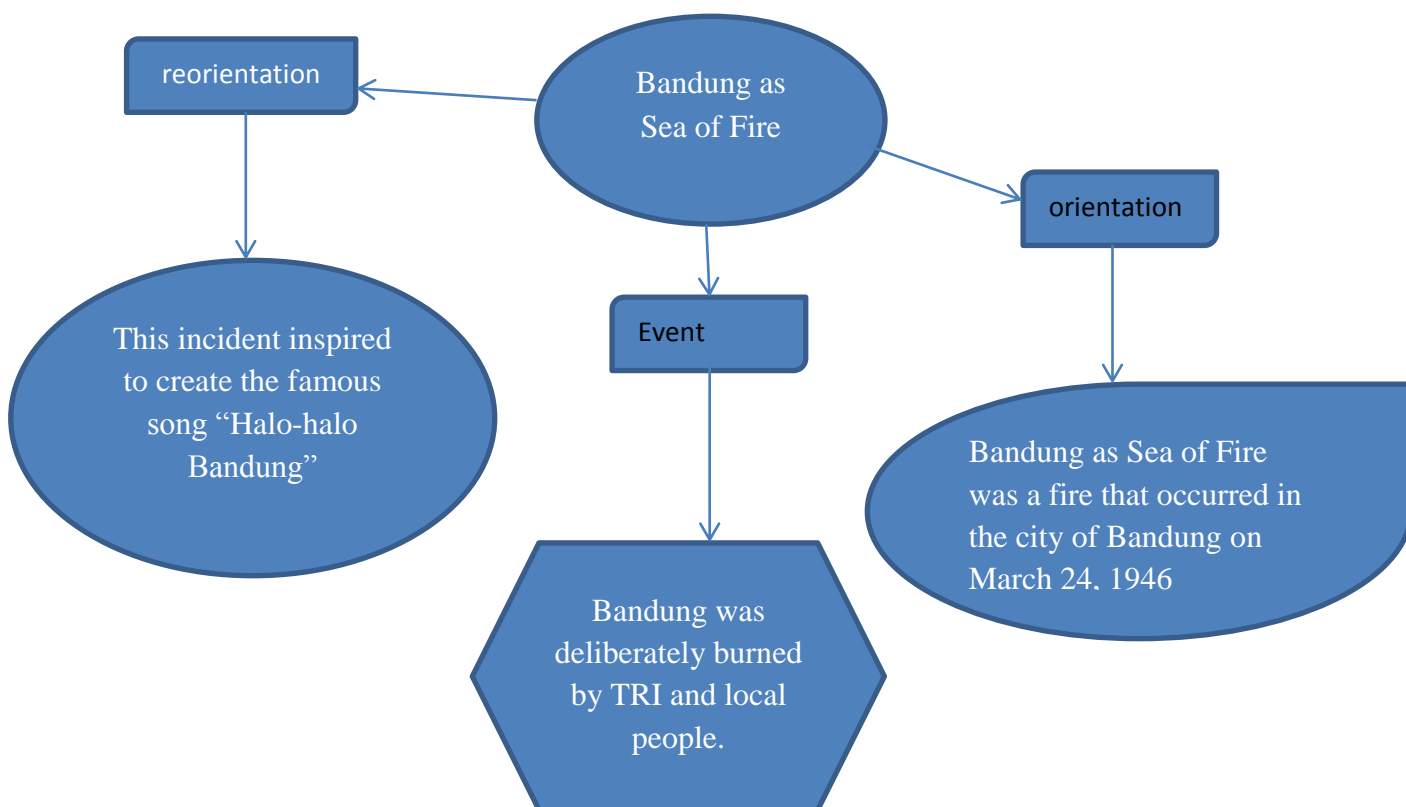 Bandung as
Sea of Fire
reorientation
This incident inspired
to create the famous
song “Halo-halo
Bandung”
Event
Bandung was
deliberately burned
by TRI and local
people.
orientation
Bandung as Sea of Fire
was a fire that occurred in
the city of Bandung on
March 24, 1946